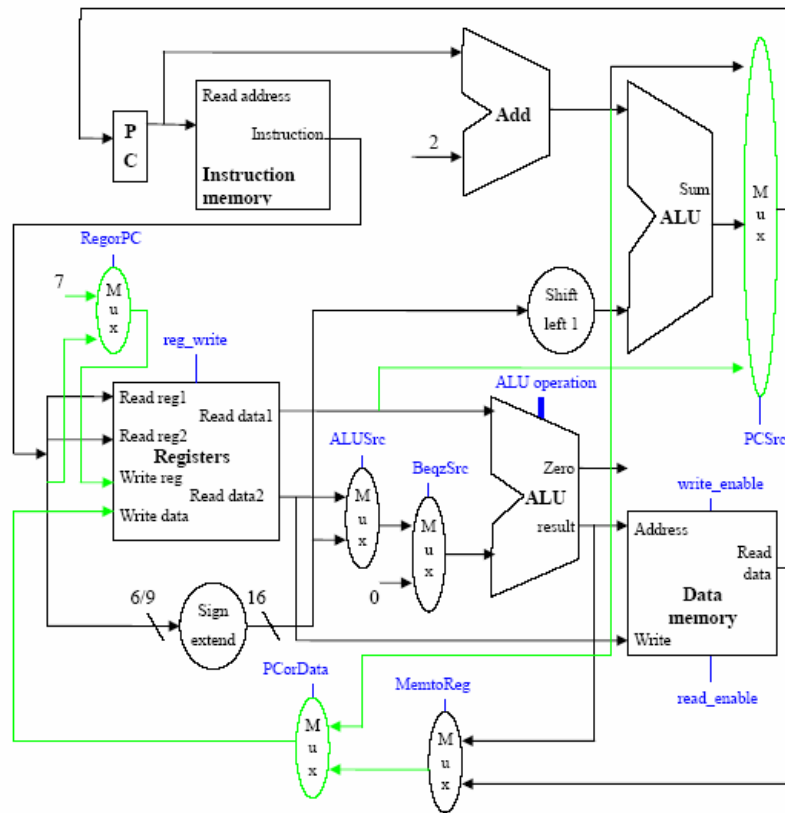 P
C
Read address
Instruction
Instruction
memory
2
Add
Sum
ALU
M
u
x
PCSrc
RegorPC
7
M
u
x
Shift
left 1
reg_write
Read reg1
Read data1
Read reg2
Registers
Write reg
Read data2
Write data
ALUSrc
M
u
x
BeqzSrc
M
u
x
0
ALU operation
Zero
ALU
result
write_enable
Address
Read
data
Data
memory
Write
read_enable
6/9
Sign
extend
16
PCorData
M
u
x
MemtoReg
M
u
x